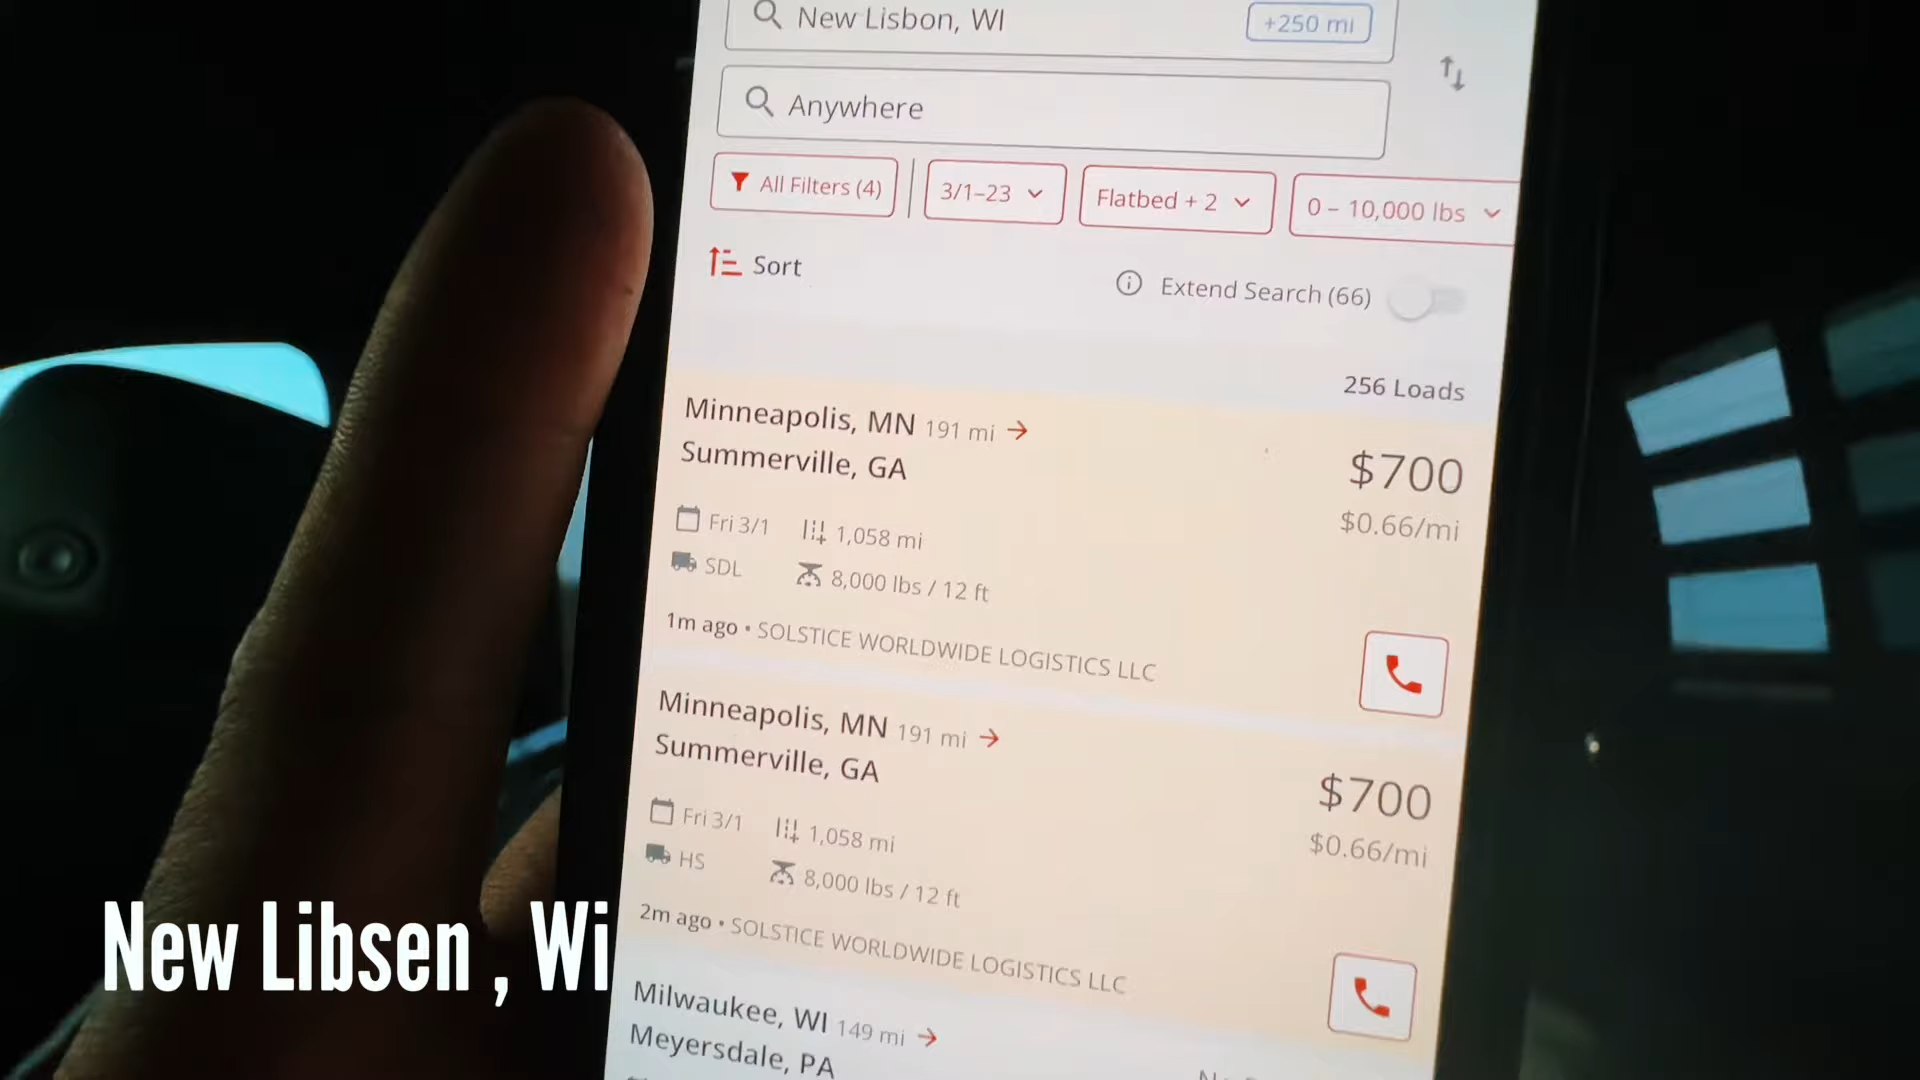 New Lisbon, WI
+250 mi
Anywhere
All Filters (4)
3/1–23
Flatbed + 2
0 – 10,000 lbs
Sort
Extend Search (66)
256 Loads
Minneapolis, MN 191 mi →
Summerville, GA
$700
$0.66/mi
Fri 3/1
1,058 mi
SDL
8,000 lbs / 12 ft
1m ago • SOLSTICE WORLDWIDE LOGISTICS LLC
Minneapolis, MN 191 mi →
Summerville, GA
$700
$0.66/mi
Fri 3/1
1,058 mi
HS
8,000 lbs / 12 ft
2m ago • SOLSTICE WORLDWIDE LOGISTICS LLC
Milwaukee, WI 149 mi →
Meyersdale, PA
New Libsen , Wi